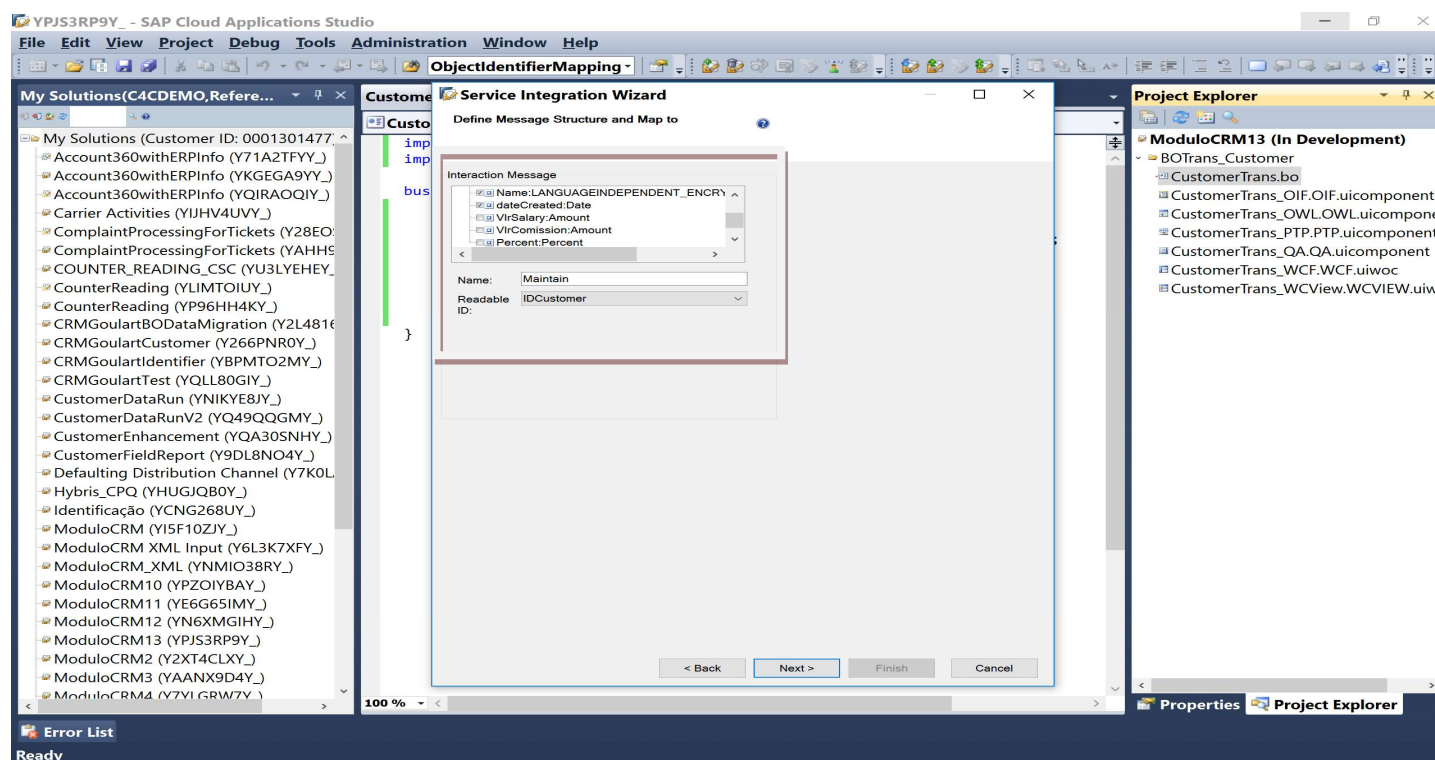 YPJS3RP9Y_ - SAP Cloud Applications Studio
File Edit View Project Debug Tools Administration Window Help
ObjectIdentifierMapping
My Solutions(C4CDEMO,Refere...
My Solutions (Customer ID: 0001301477
Account360withERPInfo (Y71A2TFYY_)
Account360withERPInfo (YKGEGA9YY_)
Account360withERPInfo (YQIRAOQIY_)
Carrier Activities (YIJHV4UVY_)
ComplaintProcessingForTickets (Y28EO
ComplaintProcessingForTickets (YAHH9
COUNTER_READING_CSC (YU3LYEHEY_
CounterReading (YLIMTOIUY_)
CounterReading (YP96HH4KY_)
CRMGoulartBODataMigration (Y2L4816
CRMGoulartCustomer (Y266PNR0Y_)
CRMGoulartIdentifier (YBPMTO2MY_)
CRMGoulartTest (YQLL80GIY_)
CustomerDataRun (YNIKYE8JY_)
CustomerDataRunV2 (YQ49QQGMY_)
CustomerEnhancement (YQA30SNHY_)
CustomerFieldReport (Y9DL8NO4Y_)
Defaulting Distribution Channel (Y7K0L
Hybris_CPQ (YHUGJQB0Y_)
Identificação (YCNG268UY_)
ModuloCRM (YI5F10ZJY_)
ModuloCRM XML Input (Y6L3K7XFY_)
ModuloCRM_XML (YNMIO38RY_)
ModuloCRM10 (YPZOIYBAY_)
ModuloCRM11 (YE6G65IMY_)
ModuloCRM12 (YN6XMGIHY_)
ModuloCRM13 (YPJS3RP9Y_)
ModuloCRM2 (Y2XT4CLXY_)
ModuloCRM3 (YAANX9D4Y_)
ModuloCRM4 (Y7YLGRW7Y_)
Custome
Custo
imp
imp
bus
}
s
100 %
Service Integration Wizard
Define Message Structure and Map to
Interaction Message
Name:LANGUAGEINDEPENDENT_ENCRY
dateCreated:Date
VlrSalary:Amount
VlrComission:Amount
Percent:Percent
Name: Maintain
Readable ID: IDCustomer
< Back Next > Finish Cancel
Project Explorer
ModuloCRM13 (In Development)
BOTrans_Customer
CustomerTrans.bo
CustomerTrans_OIF.OIF.uicomponent
CustomerTrans_OWL.OWL.uicompone
CustomerTrans_PTP.PTP.uicomponent
CustomerTrans_QA.QA.uicomponent
CustomerTrans_WCF.WCF.uiwoc
CustomerTrans_WCView.WCVIEW.uiw
Properties Project Explorer
Error List
Ready